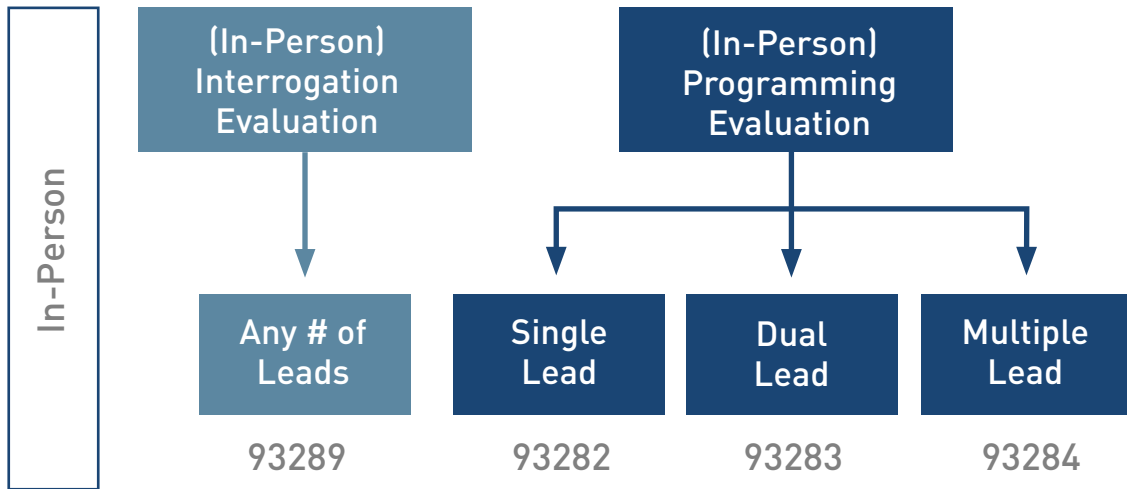 In-Person
(In-Person)
Interrogation
Evaluation
(In-Person)
Programming
Evaluation
Any # of
Leads
Single
Lead
Dual
Lead
Multiple
Lead
93289
93282
93283
93284